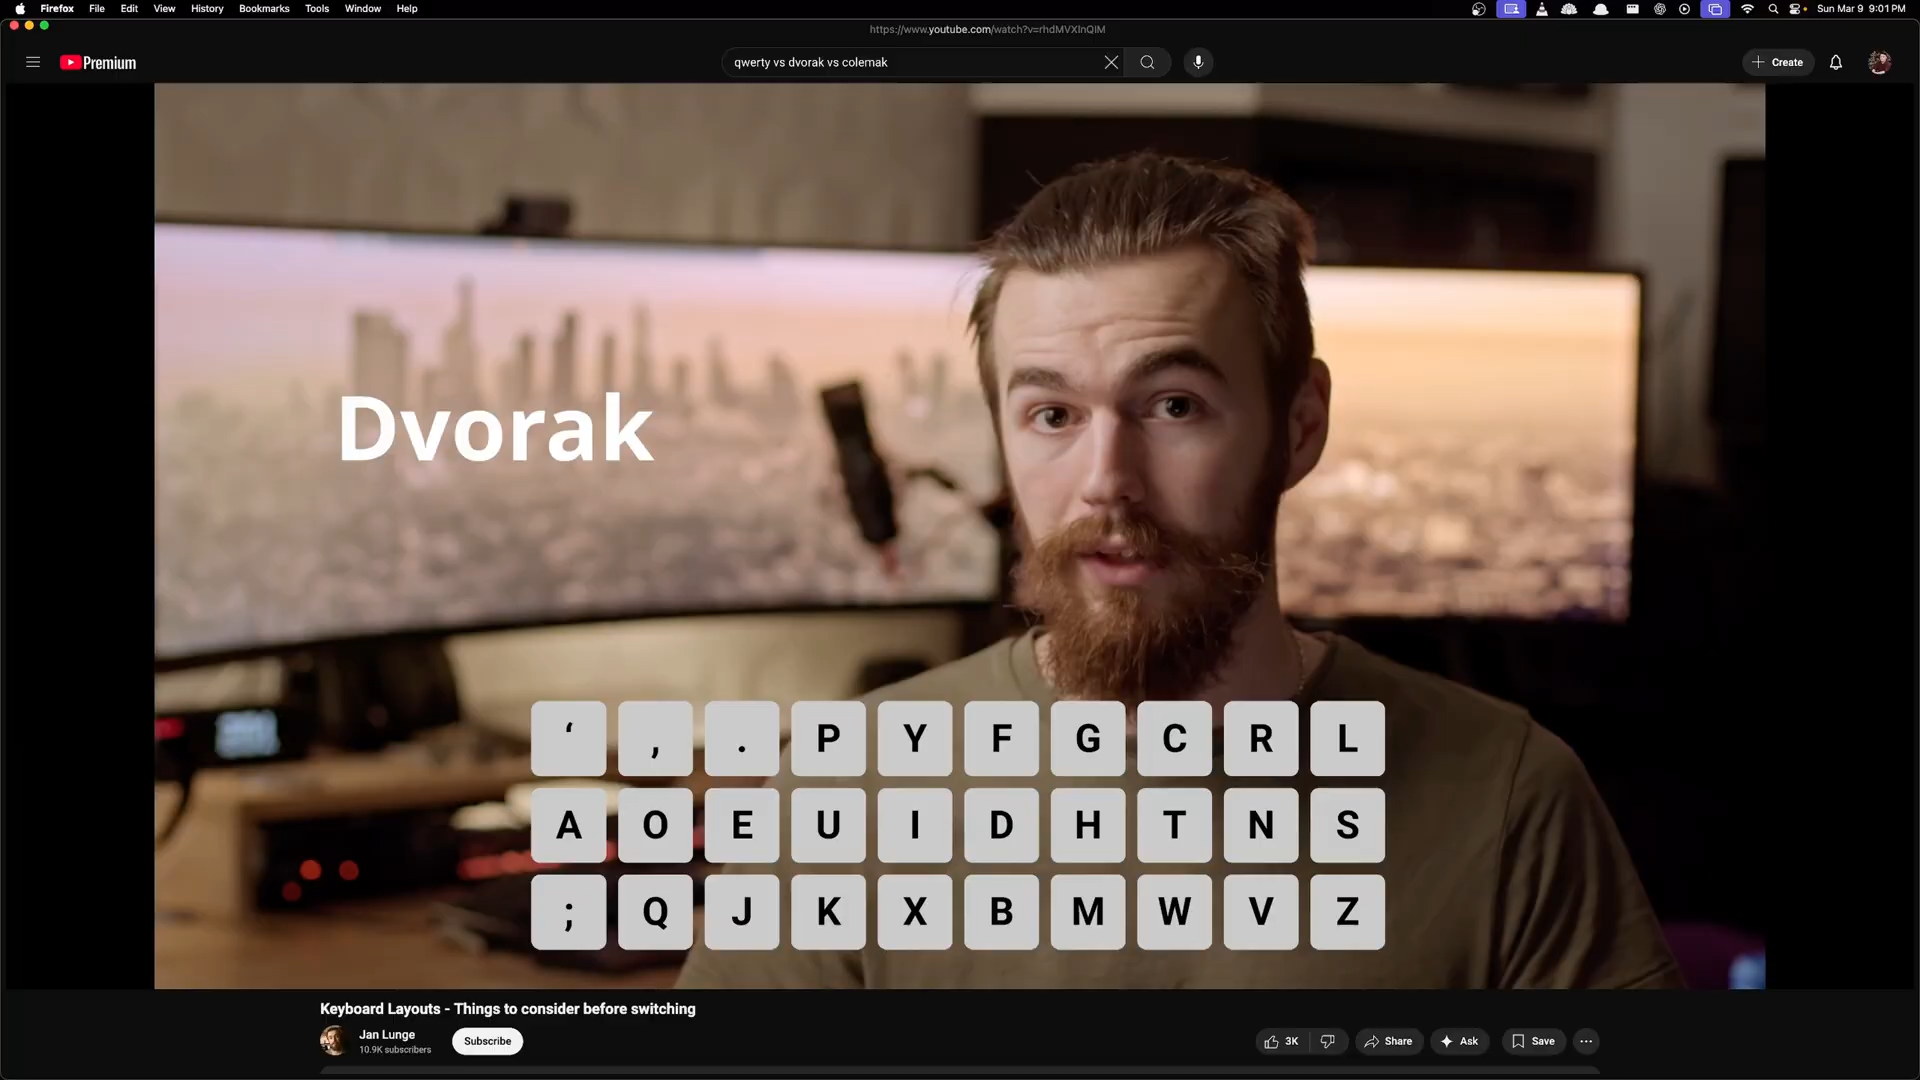 Firefox File Edit View History Bookmarks Tools Window Help Sun Mar 9 9:01 PM
https://www.youtube.com/watch?v=rhdMVXInQIM
Premium qwerty vs dvorak vs colemak Create
Dvorak
‘ , . P Y F G C R L
A O E U I D H T N S
; Q J K X B M W V Z
Keyboard Layouts - Things to consider before switching
Jan Lunge
10.9K subscribers
Subscribe 3K Share Ask Save